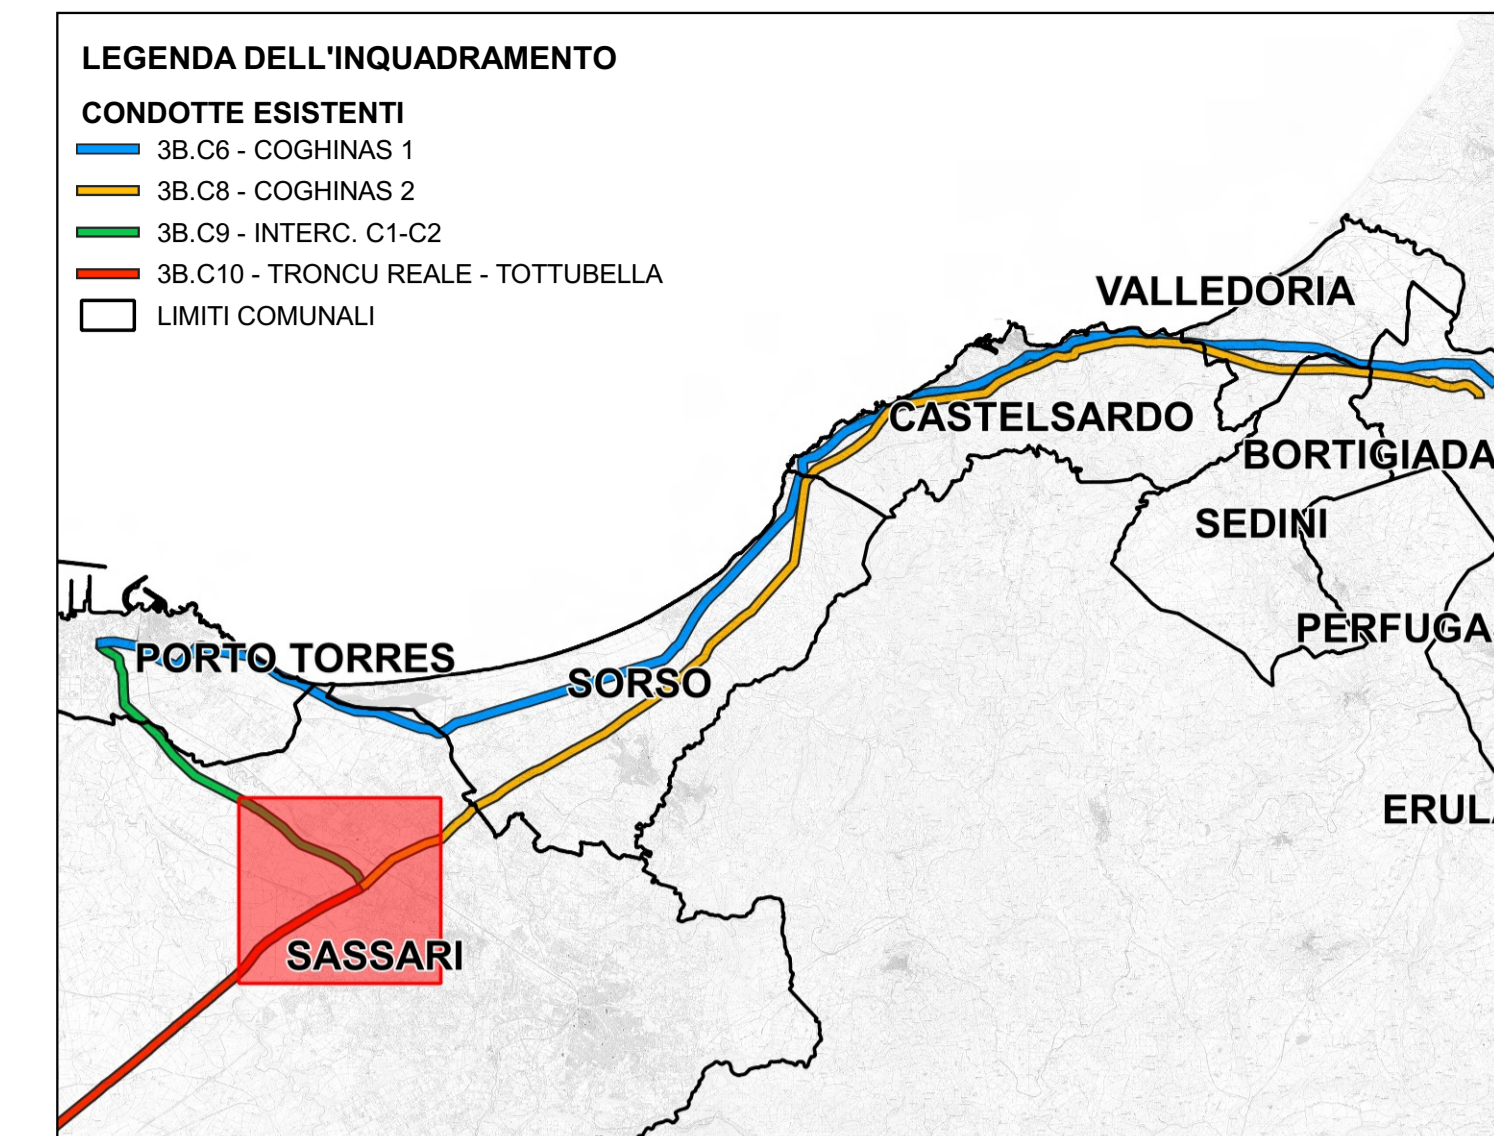 LEGENDA DELL'INQUADRAMENTO
CONDOTTE ESISTENTI
3B.C6 - COGHINAS 1
3B.C8 - COGHINAS 2
3B.C9 - INTERC. C1-C2
3B.C10 - TRONCU REALE - TOTTUBELLA
LIMITI COMUNALI
VALLEDORIA
CASTELSARDO
BORTIGIADA
SEDINI
PERFUGA
PORTO TORRES
SORSO
ERULA
SASSARI